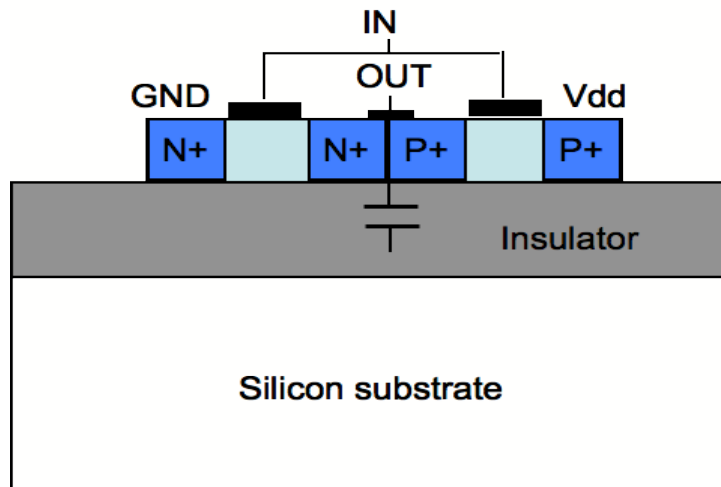 IN
OUT
GND
Vdd
N+
N+
P+
P+
Insulator
Silicon substrate